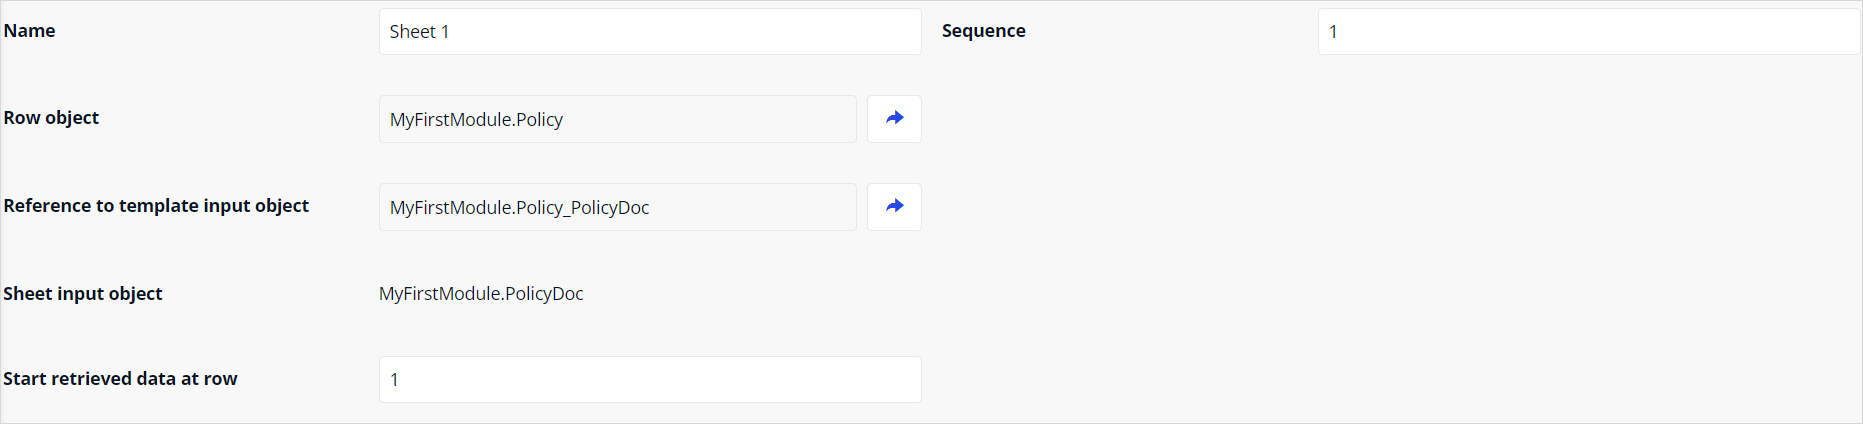 Name Sheet 1 Sequence 1
Row object MyFirstModule.Policy
Reference to template input object MyFirstModule.Policy_PolicyDoc
Sheet input object MyFirstModule.PolicyDoc
Start retrieved data at row 1